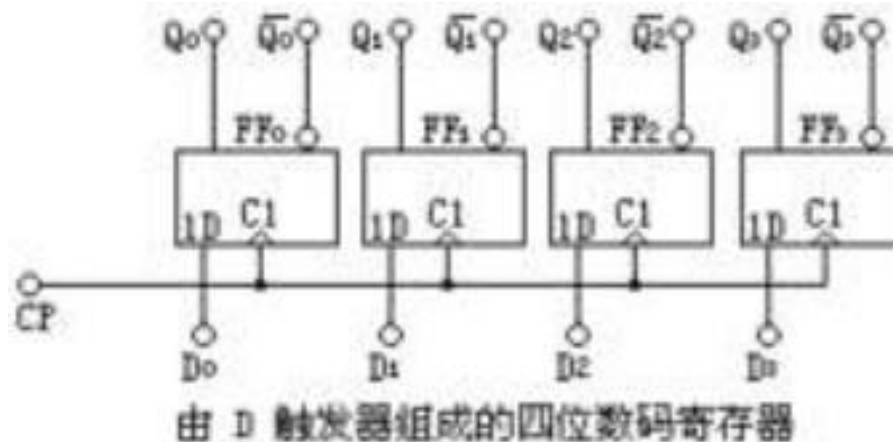 Q0 Q̅0 Q1 Q̅1 Q2 Q̅2 Q3 Q̅3
FF0 FF1 FF2 FF3
1D C1 1D C1 1D C1 1D C1
CP
D0 D1 D2 D3
由 D 触发器组成的四位数码寄存器